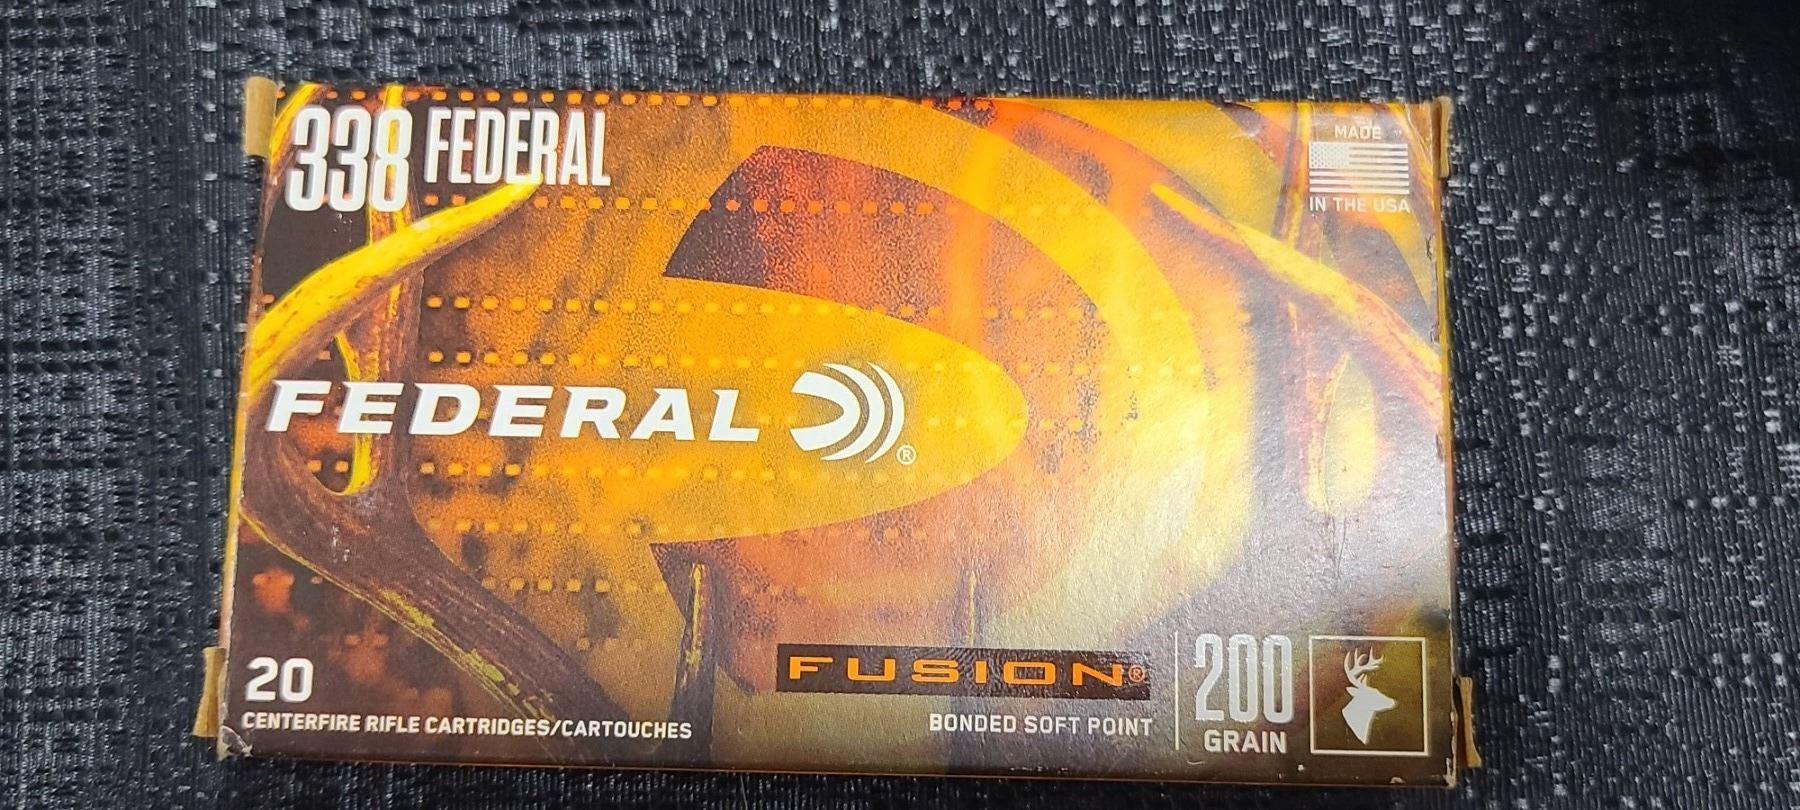 338 FEDERAL
MADE
IN THE USA
FEDERAL ®
20
CENTERFIRE RIFLE CARTRIDGES/CARTOUCHES
FUSION®
BONDED SOFT POINT
200
GRAIN